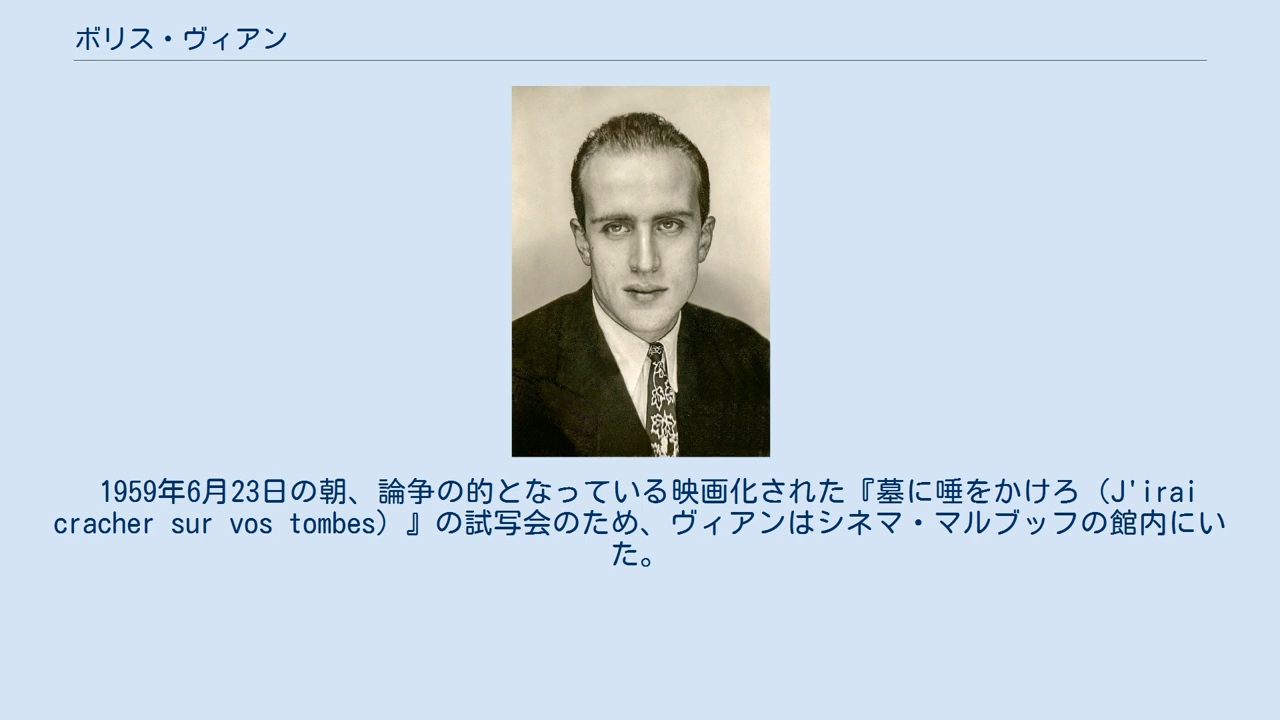 ボリス・ヴィアン
1959年6月23日の朝、論争の的となっている映画化された『墓に唾をかけろ（J'irai
cracher sur vos tombes）』の試写会のため、ヴィアンはシネマ・マルブッフの館内にい
た。